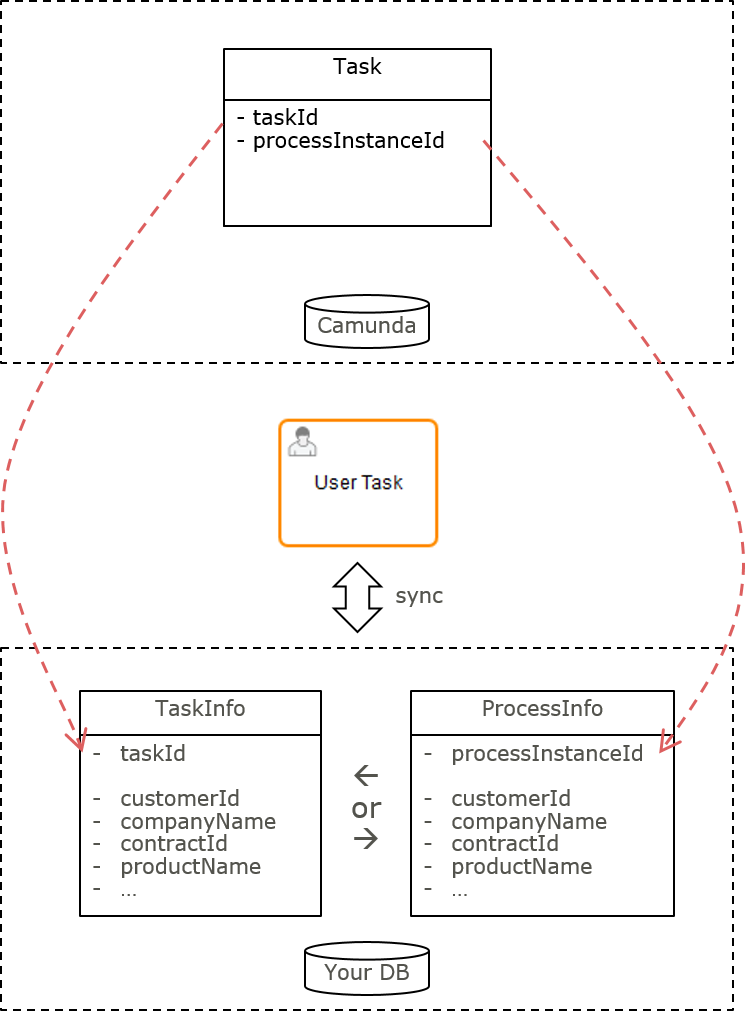 Task
- taskId
- processInstanceId
Camunda
User Task
sync
TaskInfo
- taskId
- customerId
- companyName
- contractId
- productName
- ...
←
or
→
ProcessInfo
- processInstanceId
- customerId
- companyName
- contractId
- productName
- ...
Your DB